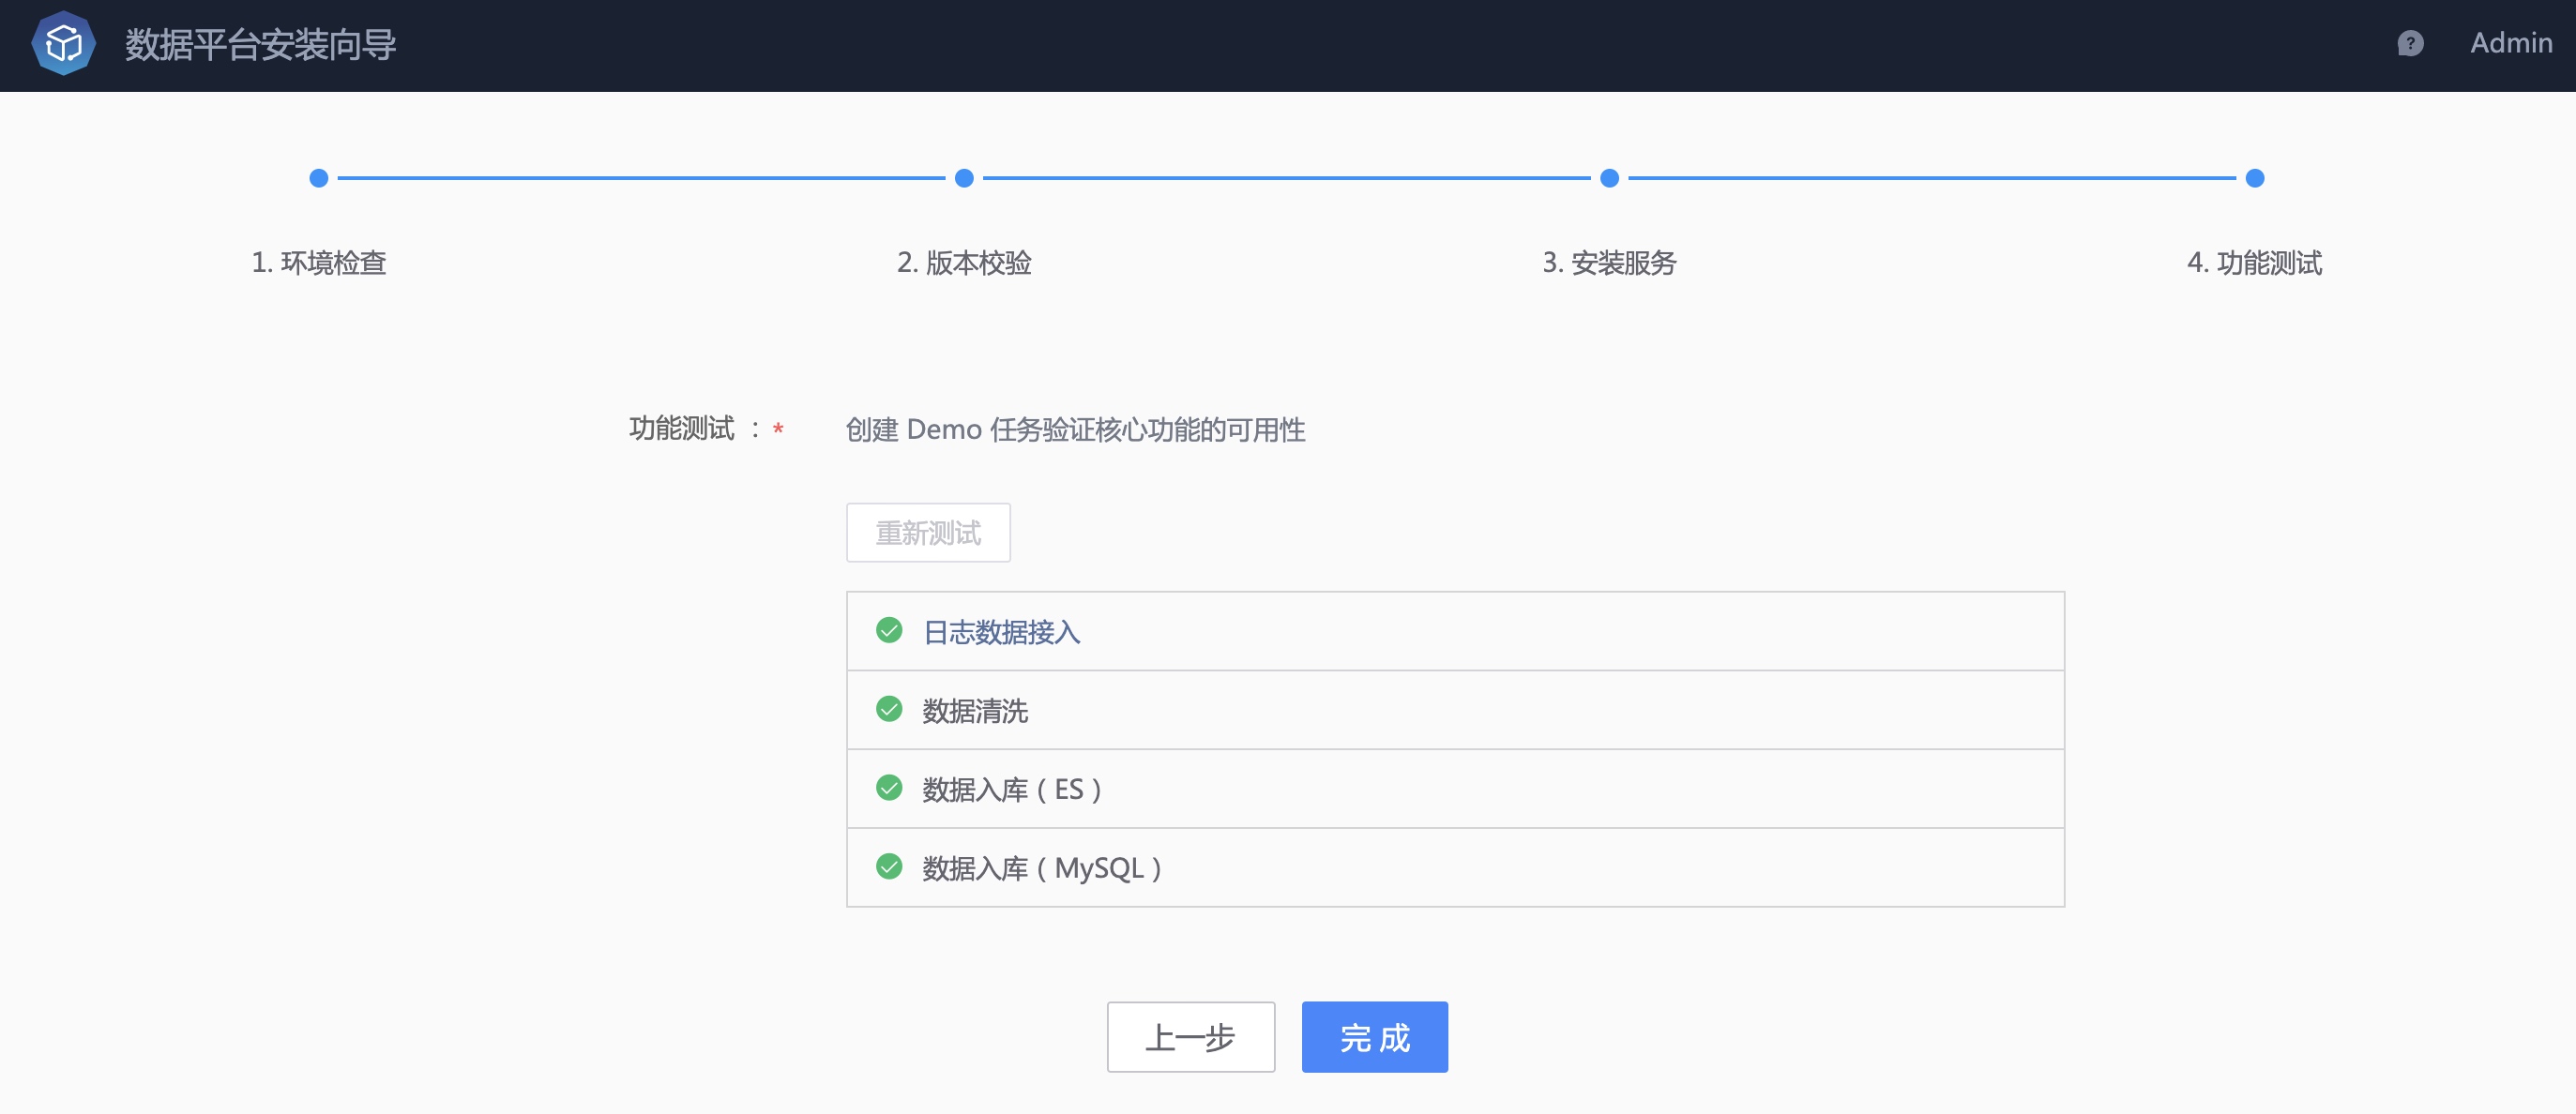 数据平台安装向导
Admin
1. 环境检查
2. 版本校验
3. 安装服务
4. 功能测试
功能测试 ：*
创建 Demo 任务验证核心功能的可用性
重新测试
日志数据接入
数据清洗
数据入库（ES）
数据入库（MySQL）
上一步
完 成